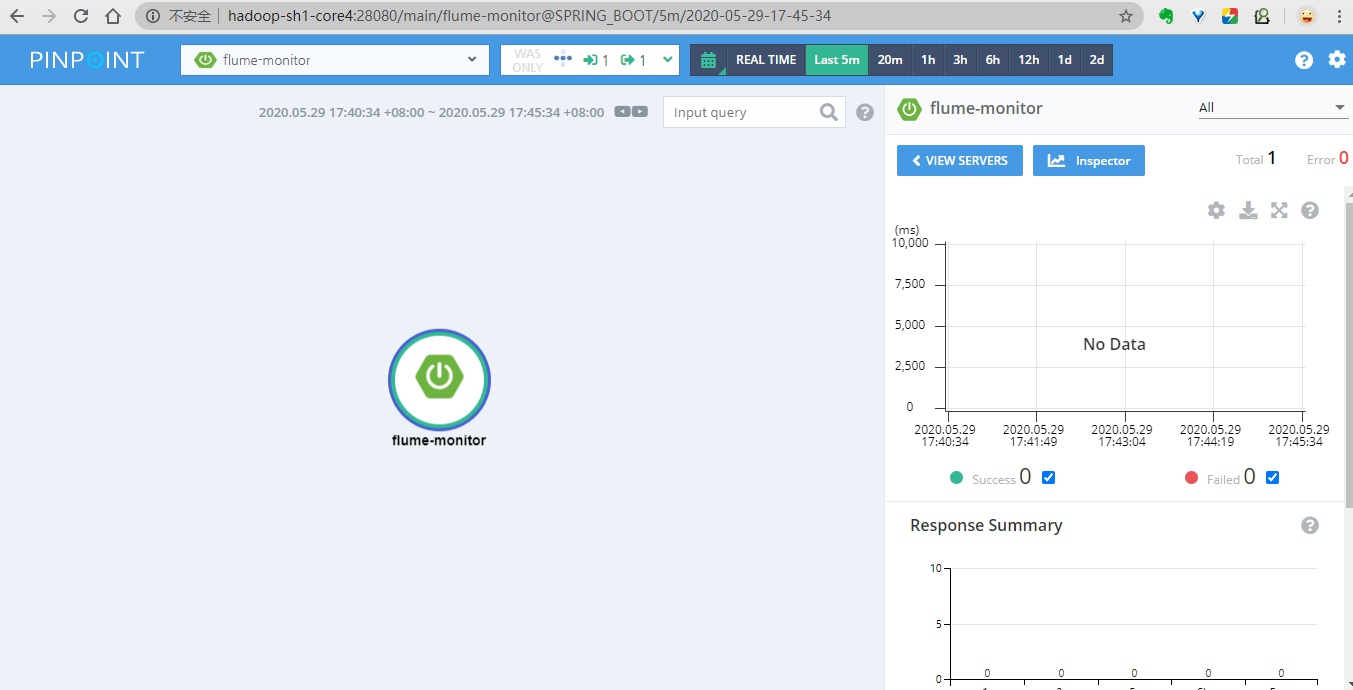 不安全 hadoop-sh1-core4:28080/main/flume-monitor@SPRING_BOOT/5m/2020-05-29-17-45-34
PINPOINT
flume-monitor
WAS ONLY
1
1
REAL TIME
Last 5m
20m
1h
3h
6h
12h
1d
2d
2020.05.29 17:40:34 +08:00 ~ 2020.05.29 17:45:34 +08:00
Input query
flume-monitor
All
VIEW SERVERS
Inspector
Total 1
Error 0
(ms)
10,000
7,500
5,000
2,500
0
No Data
2020.05.29 17:40:34
2020.05.29 17:41:49
2020.05.29 17:43:04
2020.05.29 17:44:19
2020.05.29 17:45:34
Success 0
Failed 0
flume-monitor
Response Summary
10
5
0
0 0 0 0 0